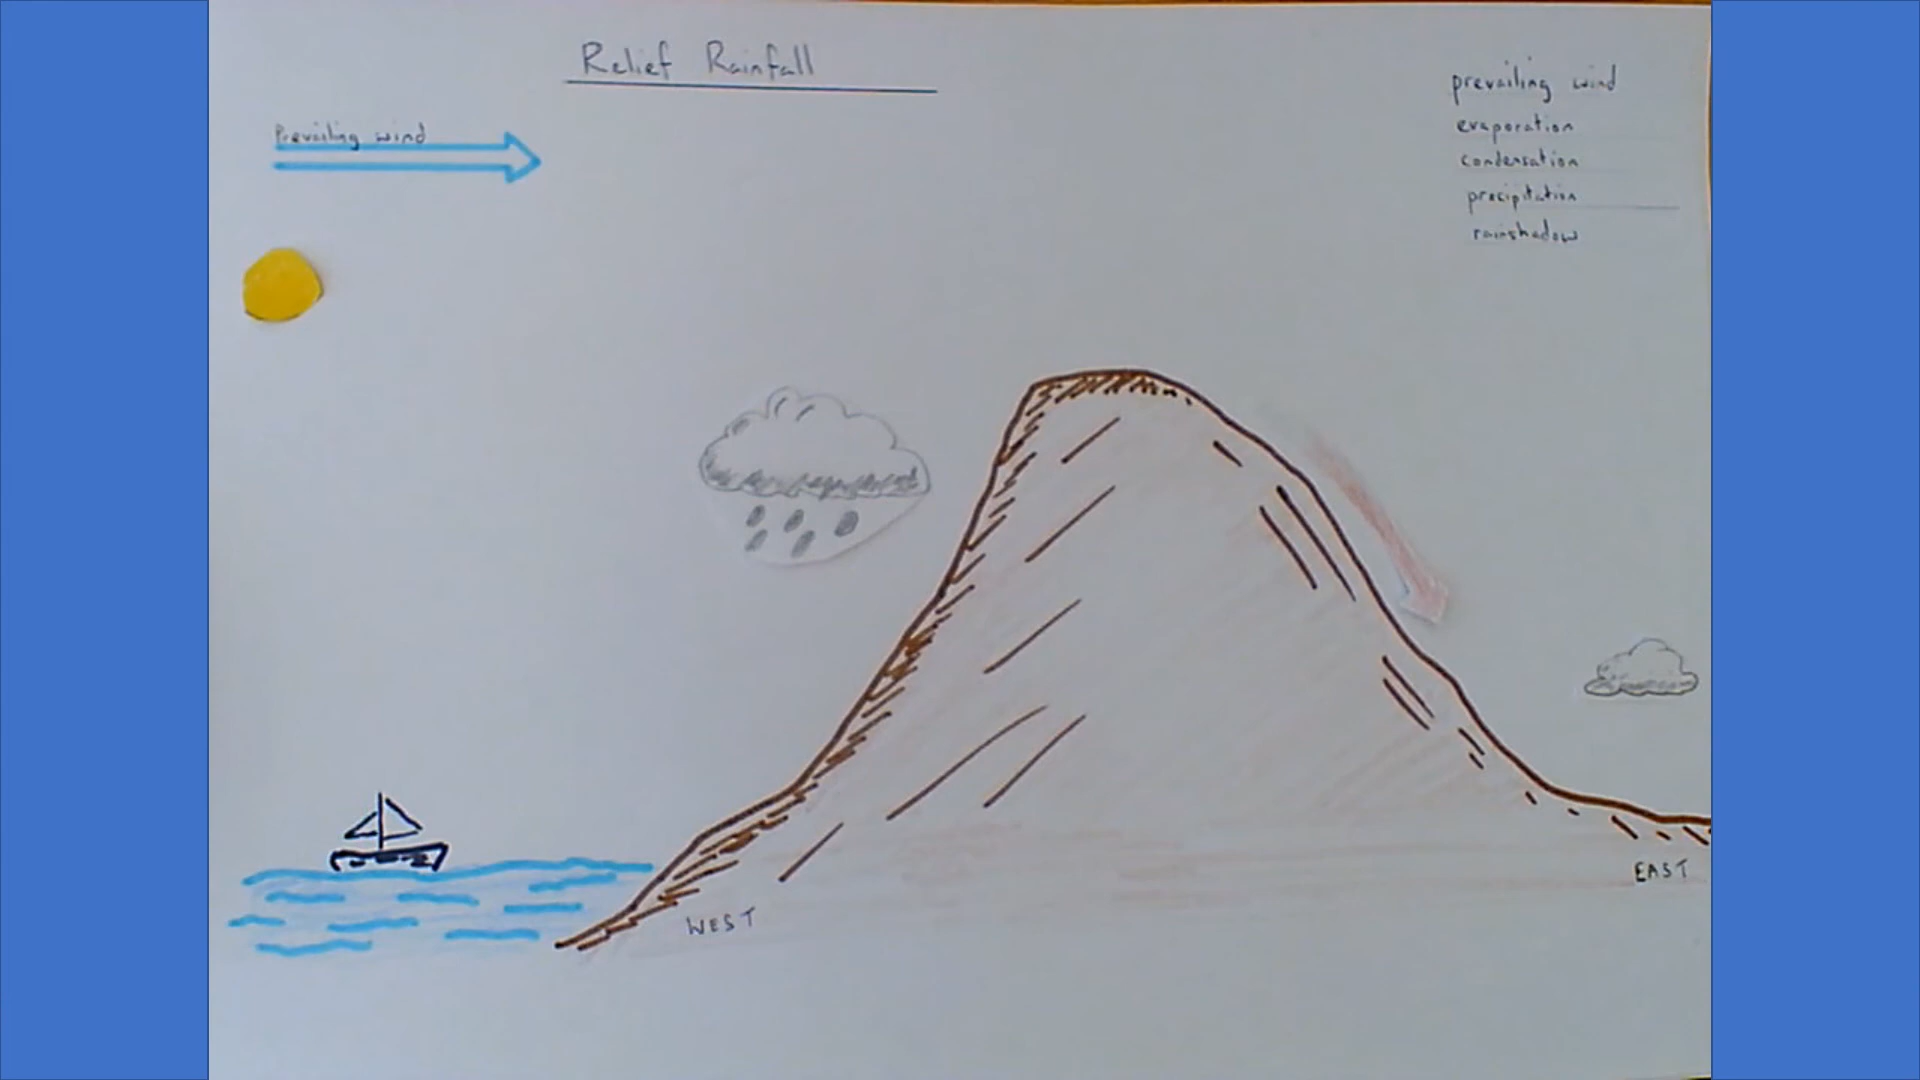 Relief Rainfall
Prevailing wind
prevailing wind
evaporation
condensation
precipitation
rainshadow
WEST
EAST